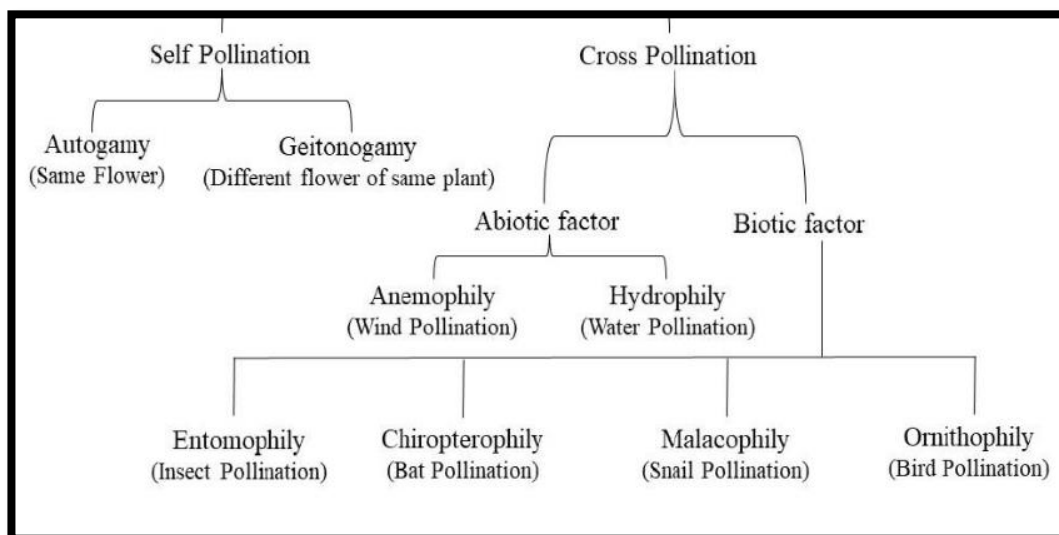 Self Pollination
Cross Pollination
Autogamy
(Same Flower)
Geitonogamy
(Different flower of same plant)
Abiotic factor
Biotic factor
Anemophily
(Wind Pollination)
Hydrophily
(Water Pollination)
Entomophily
(Insect Pollination)
Chiropterophily
(Bat Pollination)
Malacophily
(Snail Pollination)
Ornithophily
(Bird Pollination)